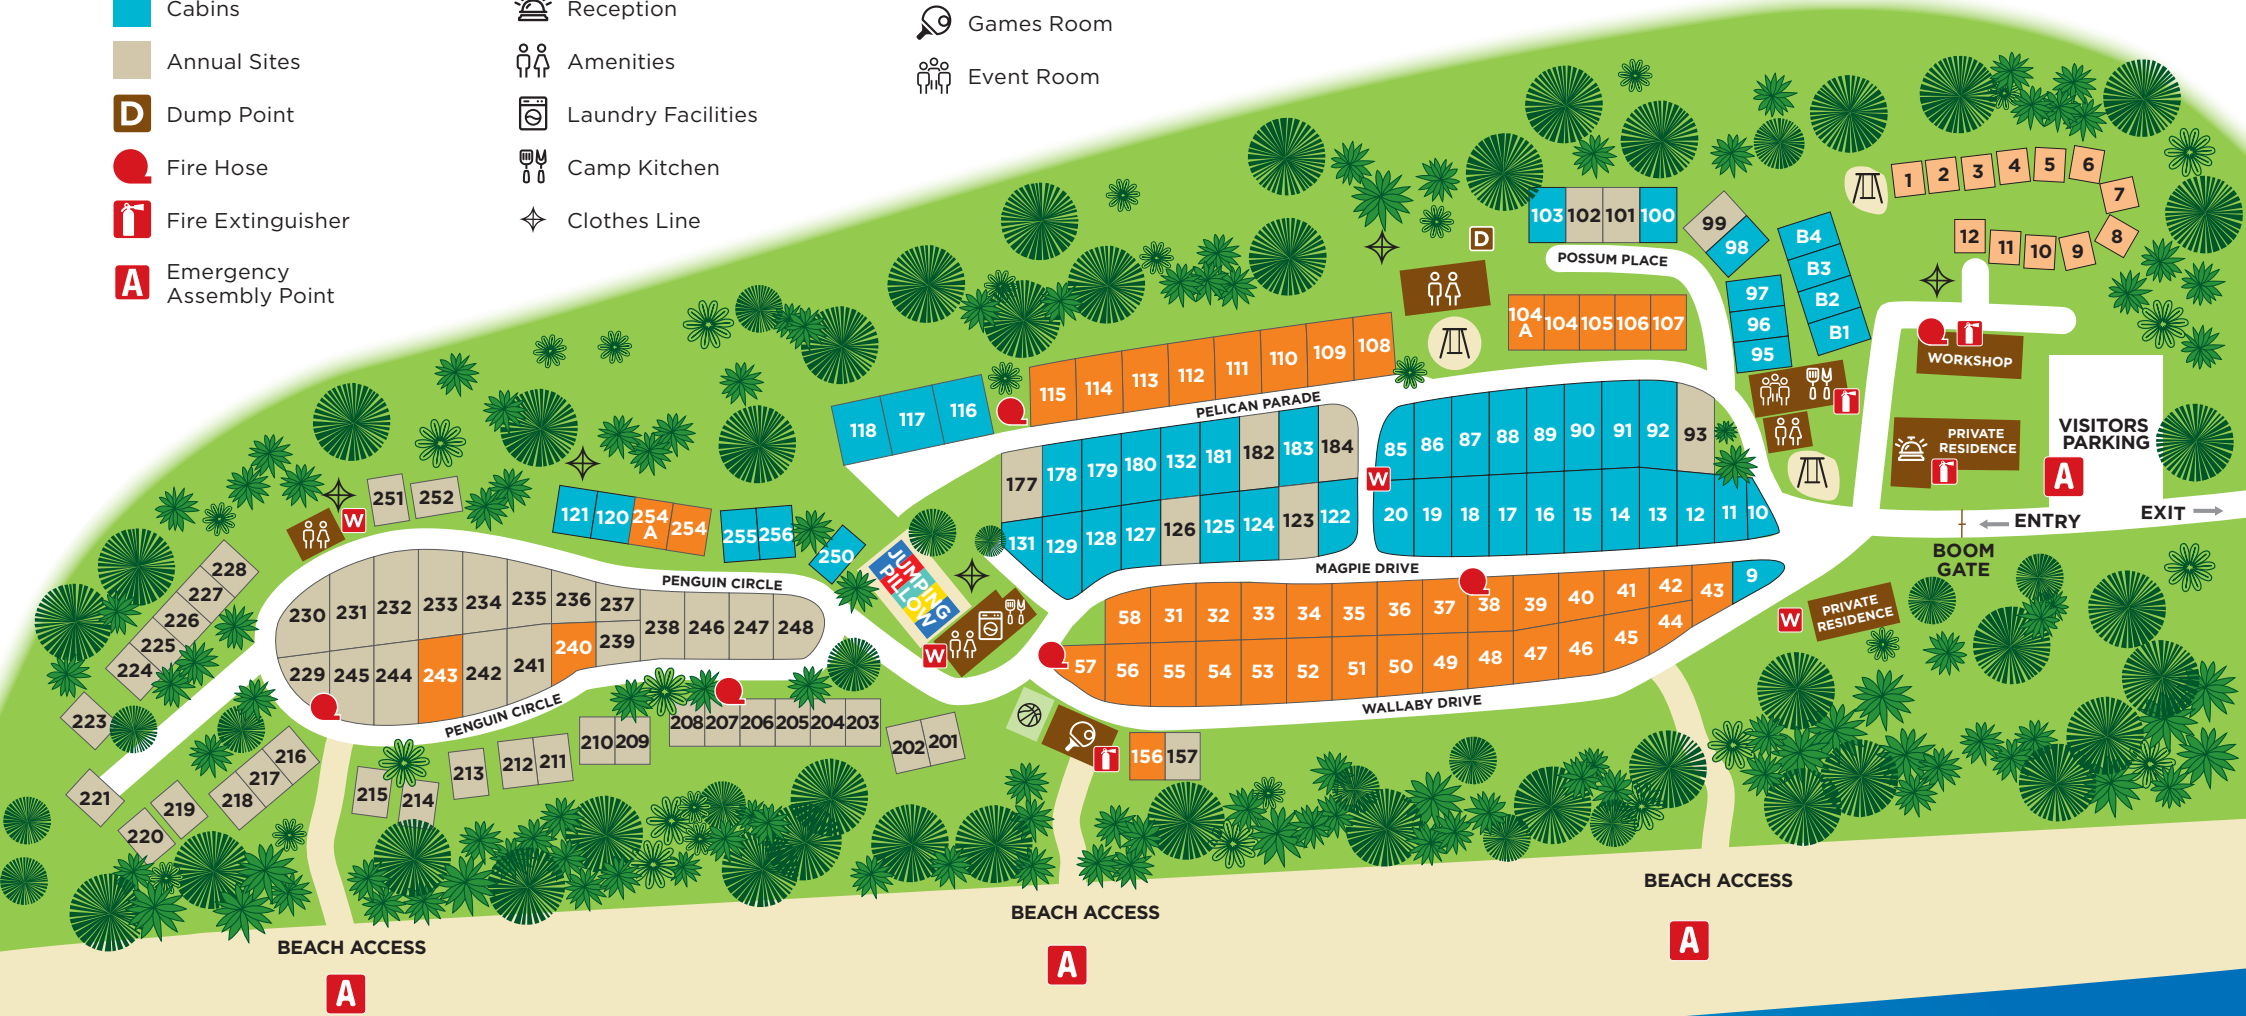 Cabins
Annual Sites
D Dump Point
Fire Hose
Fire Extinguisher
A Emergency
Assembly Point
Reception
Amenities
Laundry Facilities
Camp Kitchen
Clothes Line
Games Room
Event Room
1 2 3 4 5 6
7
8
12 11 10 9
103 102 101 100
99
98
B4
B3
B2
B1
D
POSSUM PLACE
97
96
95
104
A 104 105 106 107
WORKSHOP
PRIVATE
RESIDENCE
VISITORS
PARKING
A
ENTRY
EXIT
BOOM
GATE
PRIVATE
RESIDENCE
W
118 117 116
115 114 113 112 111 110 109 108
PELICAN PARADE
177 178 179 180 132 181 182 183 184
131 129 128 127 126 125 124 123 122
W
85 86 87 88 89 90 91 92 93
20 19 18 17 16 15 14 13 12 11 10
MAGPIE DRIVE
58 31 32 33 34 35 36 37 38 39 40 41 42 43 9
57 56 55 54 53 52 51 50 49 48 47 46 45 44
WALLABY DRIVE
251 252
W
121 120 254
A 254
255 256
250
JUMPING
PILLOW
W
PENGUIN CIRCLE
228
227
226
225
224
223
221
220
219
218
217
216
230 231 232 233 234 235 236 237
238 246 247 248
229 245 244 243 242 241 240 239
PENGUIN CIRCLE
215 214 213 212 211 210 209
208 207 206 205 204 203
202 201
156 157
BEACH ACCESS
A
BEACH ACCESS
A
BEACH ACCESS
A